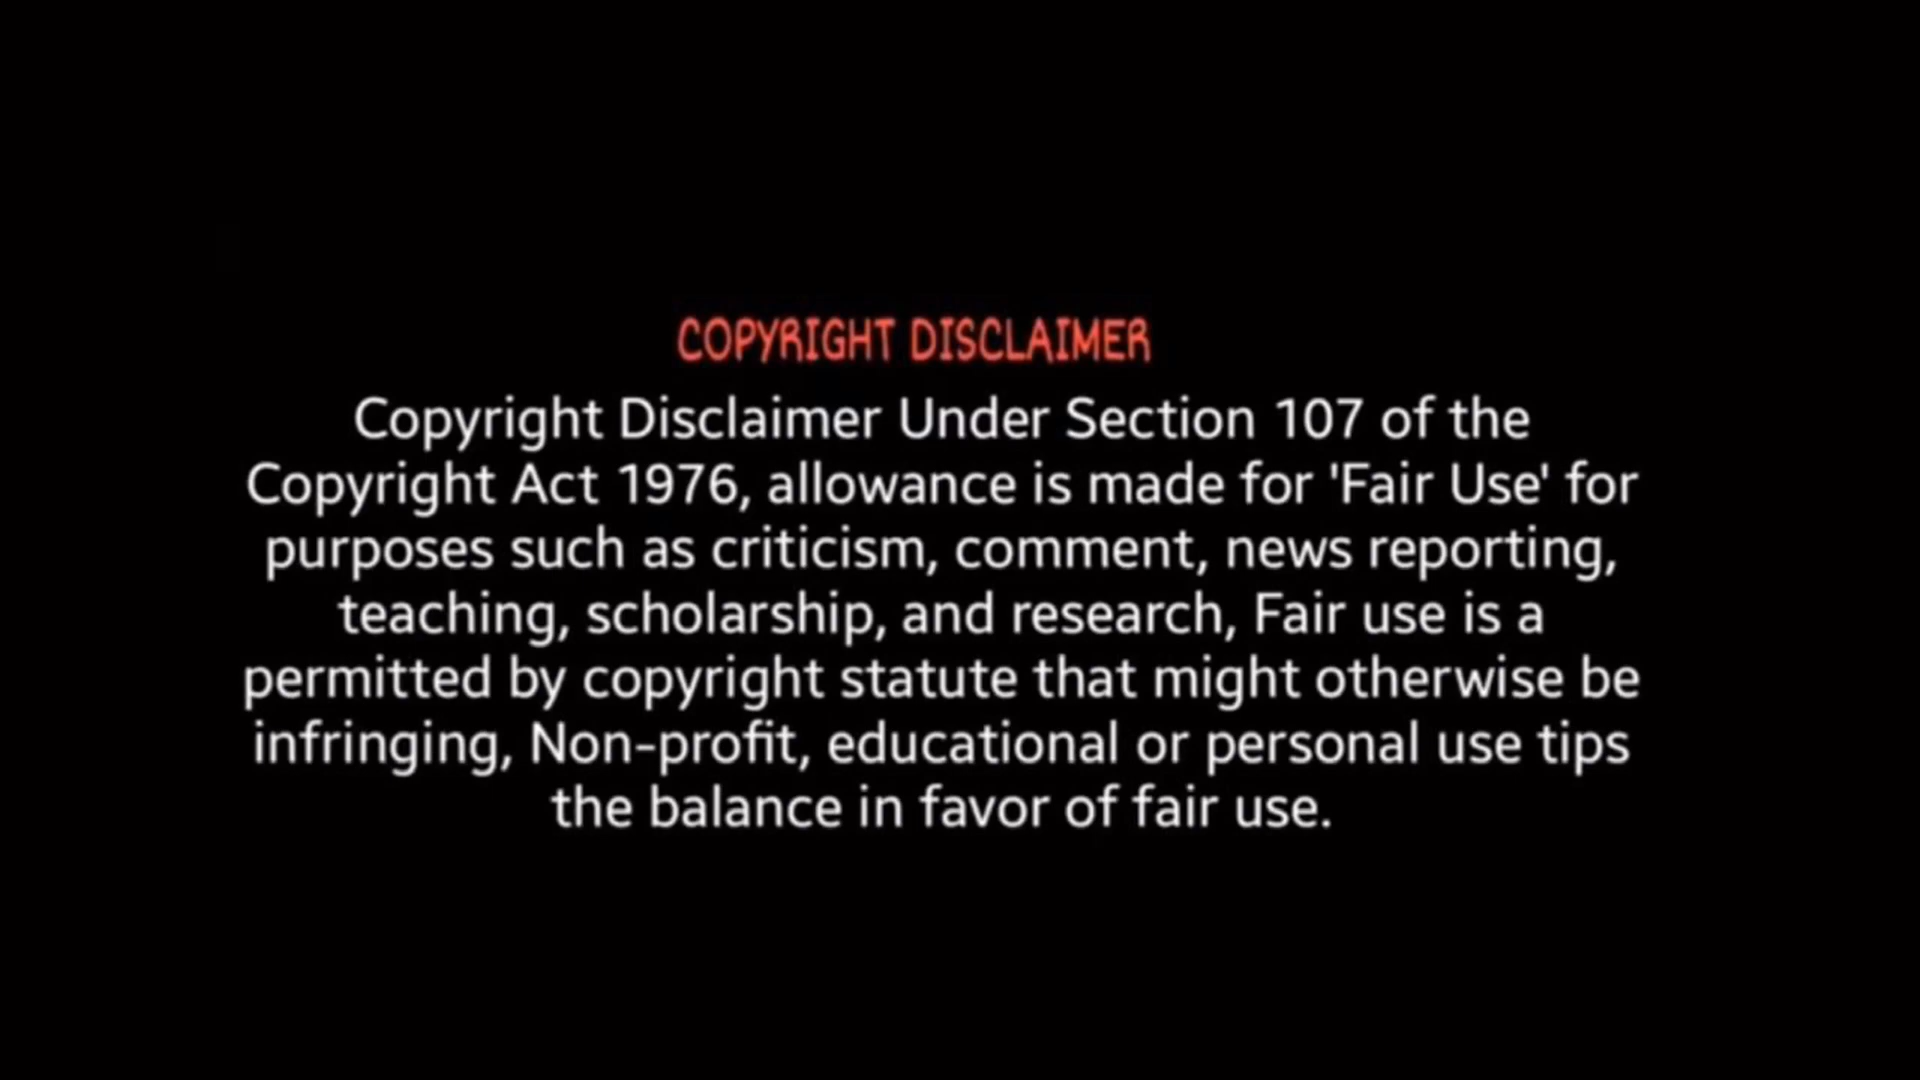 COPYRIGHT DISCLAIMER
Copyright Disclaimer Under Section 107 of the
Copyright Act 1976, allowance is made for 'Fair Use' for
purposes such as criticism, comment, news reporting,
teaching, scholarship, and research, Fair use is a
permitted by copyright statute that might otherwise be
infringing, Non-profit, educational or personal use tips
the balance in favor of fair use.